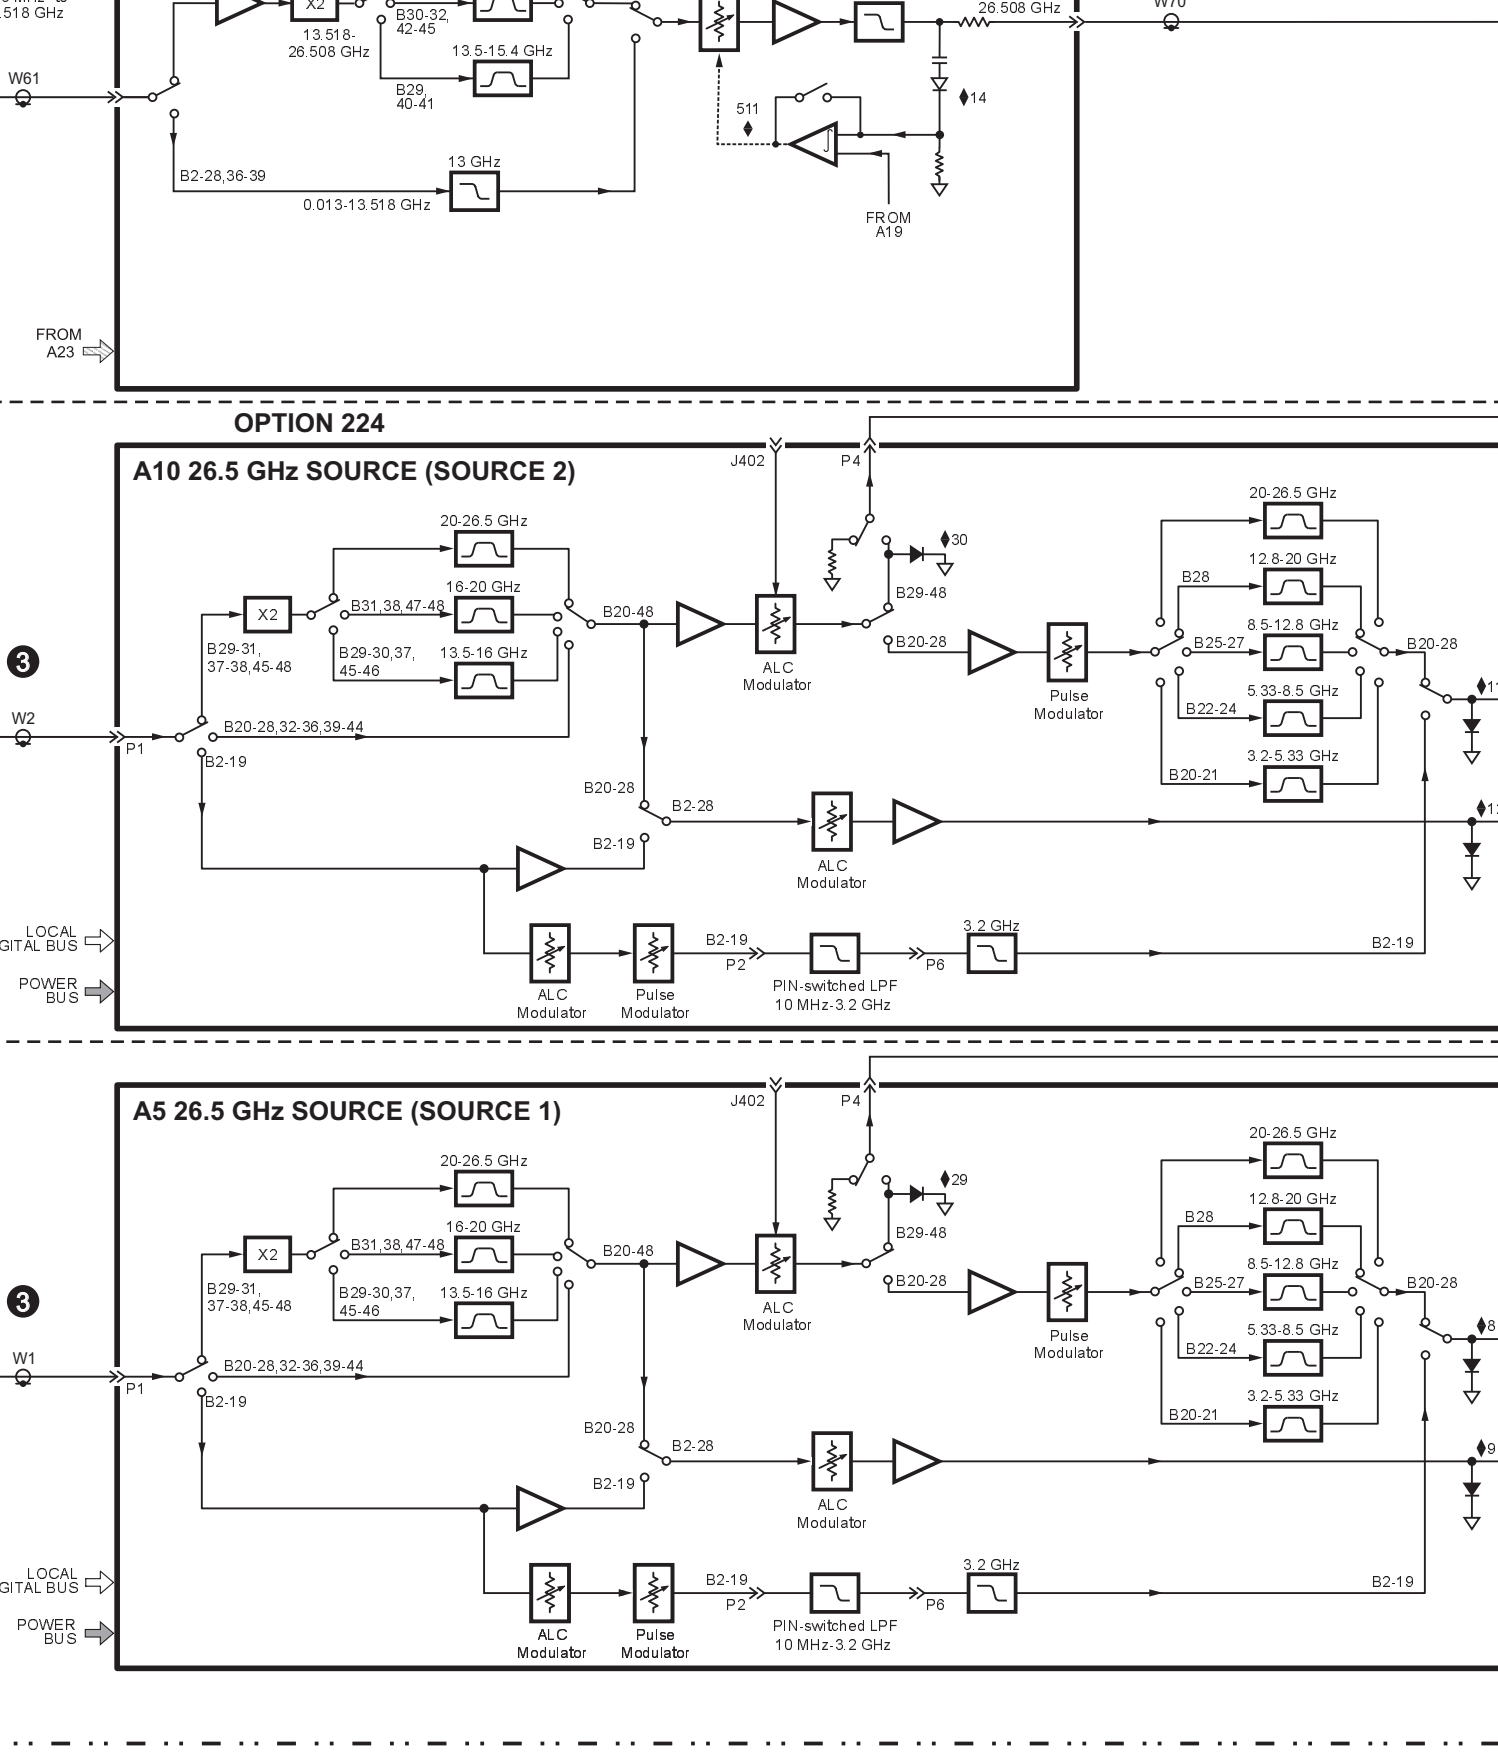 .518 GHz
X2
B30-32,
42-45
13.518-
26.508 GHz
13.5-15.4 GHz
B29,
40-41
26.508 GHz
W70
W61
14
511
13 GHz
B2-28,36-39
0.013-13.518 GHz
FROM
A19
FROM
A23
OPTION 224
A10 26.5 GHz SOURCE (SOURCE 2)
J402
P4
20-26.5 GHz
20-26.5 GHz
30
16-20 GHz
12.8-20 GHz
X2
B31,38,47-48
B20-48
B29-48
B28
3
B29-31,
37-38,45-48
B29-30,37,
45-46
13.5-16 GHz
ALC
Modulator
B20-28
Pulse
Modulator
8.5-12.8 GHz
B25-27
B20-28
5.33-8.5 GHz
B22-24
W2
P1
B20-28,32-36,39-44
B2-19
3.2-5.33 GHz
B20-21
B20-28
B2-28
B2-19
ALC
Modulator
LOCAL
GITAL BUS
POWER
BUS
ALC
Modulator
Pulse
Modulator
B2-19
P2
PIN-switched LPF
10 MHz-3.2 GHz
P6
3.2 GHz
B2-19
A5 26.5 GHz SOURCE (SOURCE 1)
J402
P4
20-26.5 GHz
20-26.5 GHz
29
16-20 GHz
12.8-20 GHz
X2
B31,38,47-48
B20-48
B29-48
B28
3
B29-31,
37-38,45-48
B29-30,37,
45-46
13.5-16 GHz
ALC
Modulator
B20-28
Pulse
Modulator
8.5-12.8 GHz
B25-27
B20-28
5.33-8.5 GHz
B22-24
8
W1
P1
B20-28,32-36,39-44
B2-19
3.2-5.33 GHz
B20-21
B20-28
B2-28
B2-19
9
ALC
Modulator
LOCAL
GITAL BUS
POWER
BUS
ALC
Modulator
Pulse
Modulator
B2-19
P2
PIN-switched LPF
10 MHz-3.2 GHz
P6
3.2 GHz
B2-19